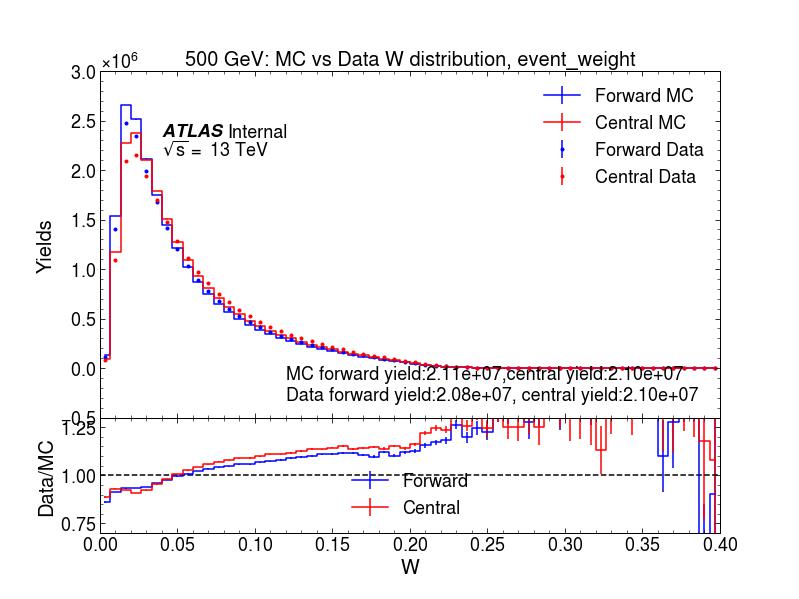 ×10⁶
500 GeV: MC vs Data W distribution, event_weight
3.0
2.5
2.0
1.5
1.0
0.5
0.0
0.5
Yields
ATLAS Internal
√s = 13 TeV
Forward MC
Central MC
Forward Data
Central Data
MC forward yield:2.11e+07,central yield:2.10e+07
Data forward yield:2.08e+07, central yield:2.10e+07
1.25
1.00
0.75
Data/MC
Forward
Central
0.00 0.05 0.10 0.15 0.20 0.25 0.30 0.35 0.40
W